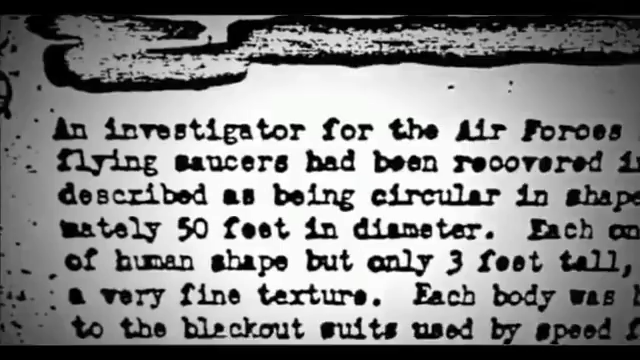 An investigator for the Air Forces
flying saucers had been recovered
described as being circular in shape
mately 50 feet in diameter. Each
of human shape but only 3 feet tall,
a very fine texture. Each body was
to the blackout suits used by speed